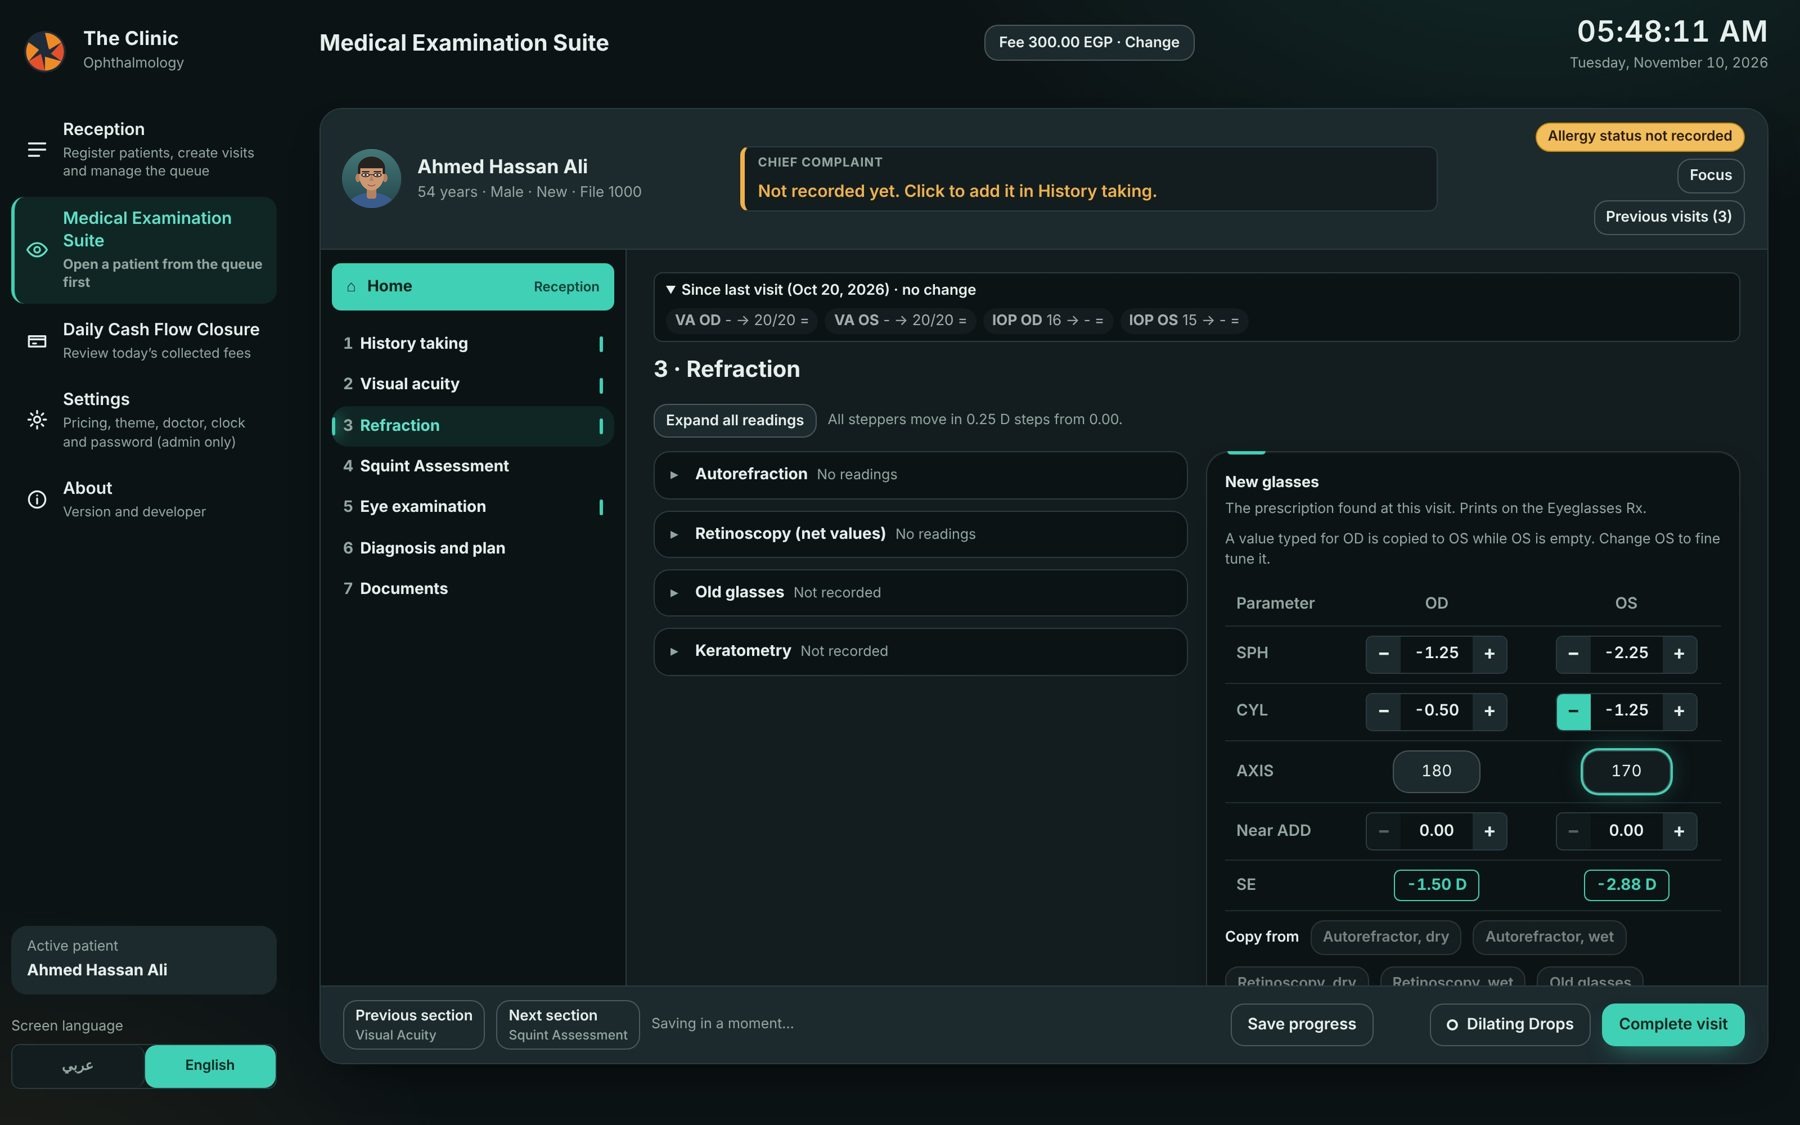 The Clinic
Ophthalmology
Medical Examination Suite
Fee 300.00 EGP · Change
05:48:11 AM
Tuesday, November 10, 2026
Reception
Register patients, create visits
and manage the queue
Medical Examination
Suite
Open a patient from the queue
first
Daily Cash Flow Closure
Review today's collected fees
Settings
Pricing, theme, doctor, clock
and password (admin only)
About
Version and developer
Active patient
Ahmed Hassan Ali
Screen language
عربي
English
Ahmed Hassan Ali
54 years · Male · New · File 1000
CHIEF COMPLAINT
Not recorded yet. Click to add it in History taking.
Allergy status not recorded
Focus
Previous visits (3)
Home
Reception
1 History taking
2 Visual acuity
3 Refraction
4 Squint Assessment
5 Eye examination
6 Diagnosis and plan
7 Documents
▼ Since last visit (Oct 20, 2026) · no change
VA OD - → 20/20 =
VA OS - → 20/20 =
IOP OD 16 → - =
IOP OS 15 → - =
3 · Refraction
Expand all readings
All steppers move in 0.25 D steps from 0.00.
Autorefraction No readings
Retinoscopy (net values) No readings
Old glasses Not recorded
Keratometry Not recorded
New glasses
The prescription found at this visit. Prints on the Eyeglasses Rx.
A value typed for OD is copied to OS while OS is empty. Change OS to fine
tune it.
Parameter OD OS
SPH − -1.25 + − -2.25 +
CYL − -0.50 + − -1.25 +
AXIS 180 170
Near ADD − 0.00 + − 0.00 +
SE -1.50 D -2.88 D
Copy from Autorefractor, dry Autorefractor, wet
Retinoscopy, dry Retinoscopy, wet Old glasses
Previous section
Visual Acuity
Next section
Squint Assessment
Saving in a moment...
Save progress
Dilating Drops
Complete visit